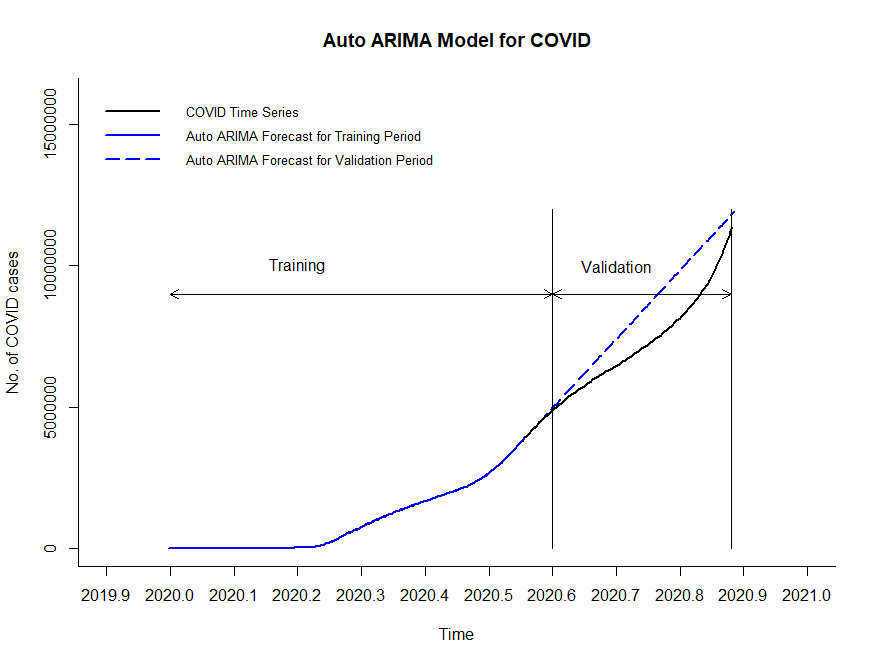 Auto ARIMA Model for COVID
COVID Time Series
Auto ARIMA Forecast for Training Period
Auto ARIMA Forecast for Validation Period
No. of COVID cases
15000000
10000000
5000000
0
Training
Validation
2019.9 2020.0 2020.1 2020.2 2020.3 2020.4 2020.5 2020.6 2020.7 2020.8 2020.9 2021.0
Time